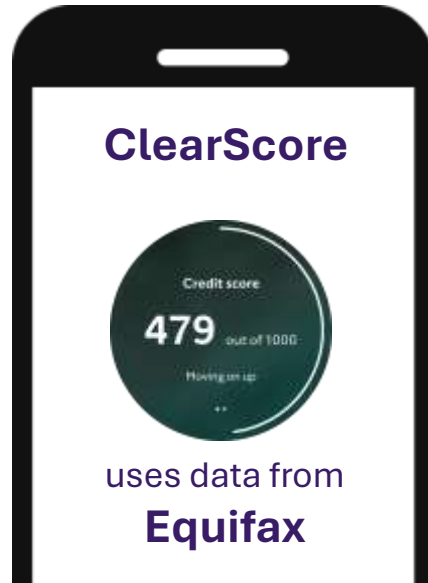 ClearScore
Credit score
479 out of 1000
Moving on up
uses data from
Equifax